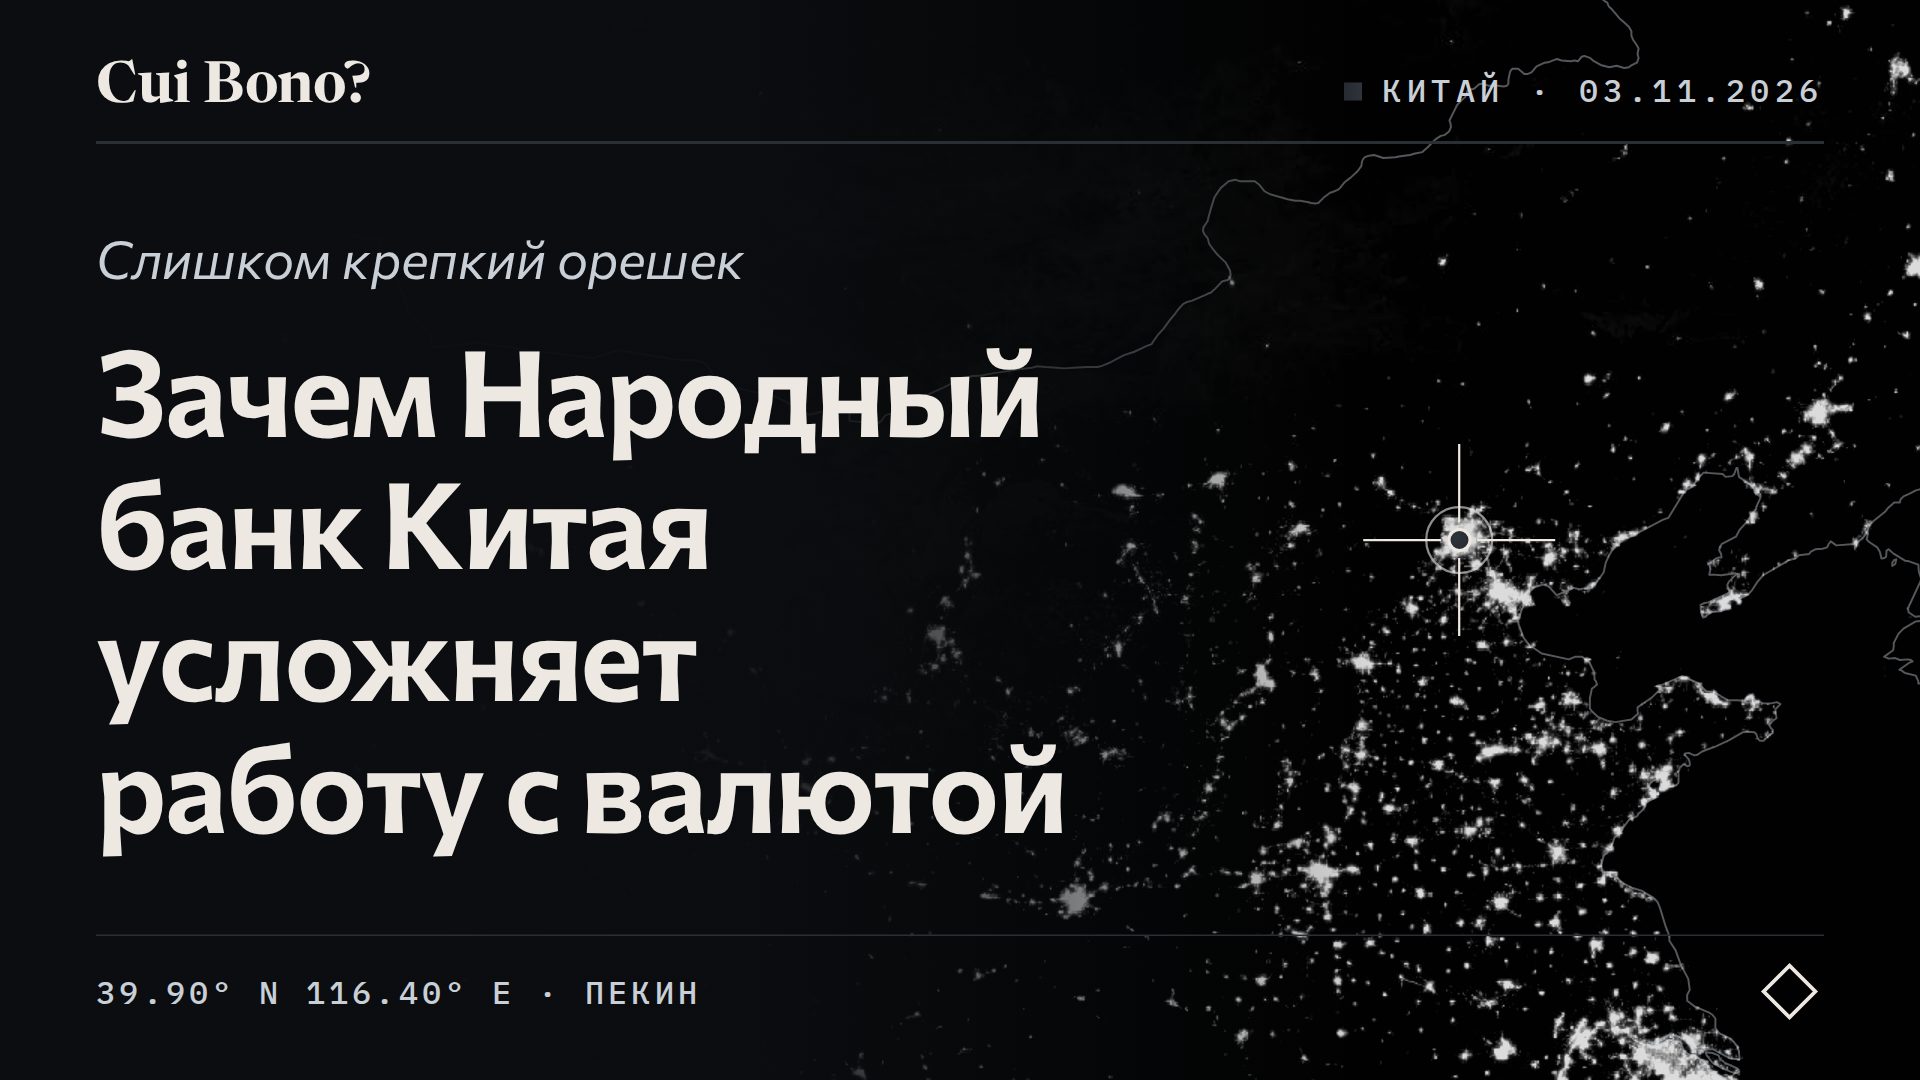 Cui Bono?
КИТАЙ · 03.11.2026
Слишком крепкий орешек
Зачем Народный
банк Китая
усложняет
работу с валютой
39.90° N 116.40° E · ПЕКИН